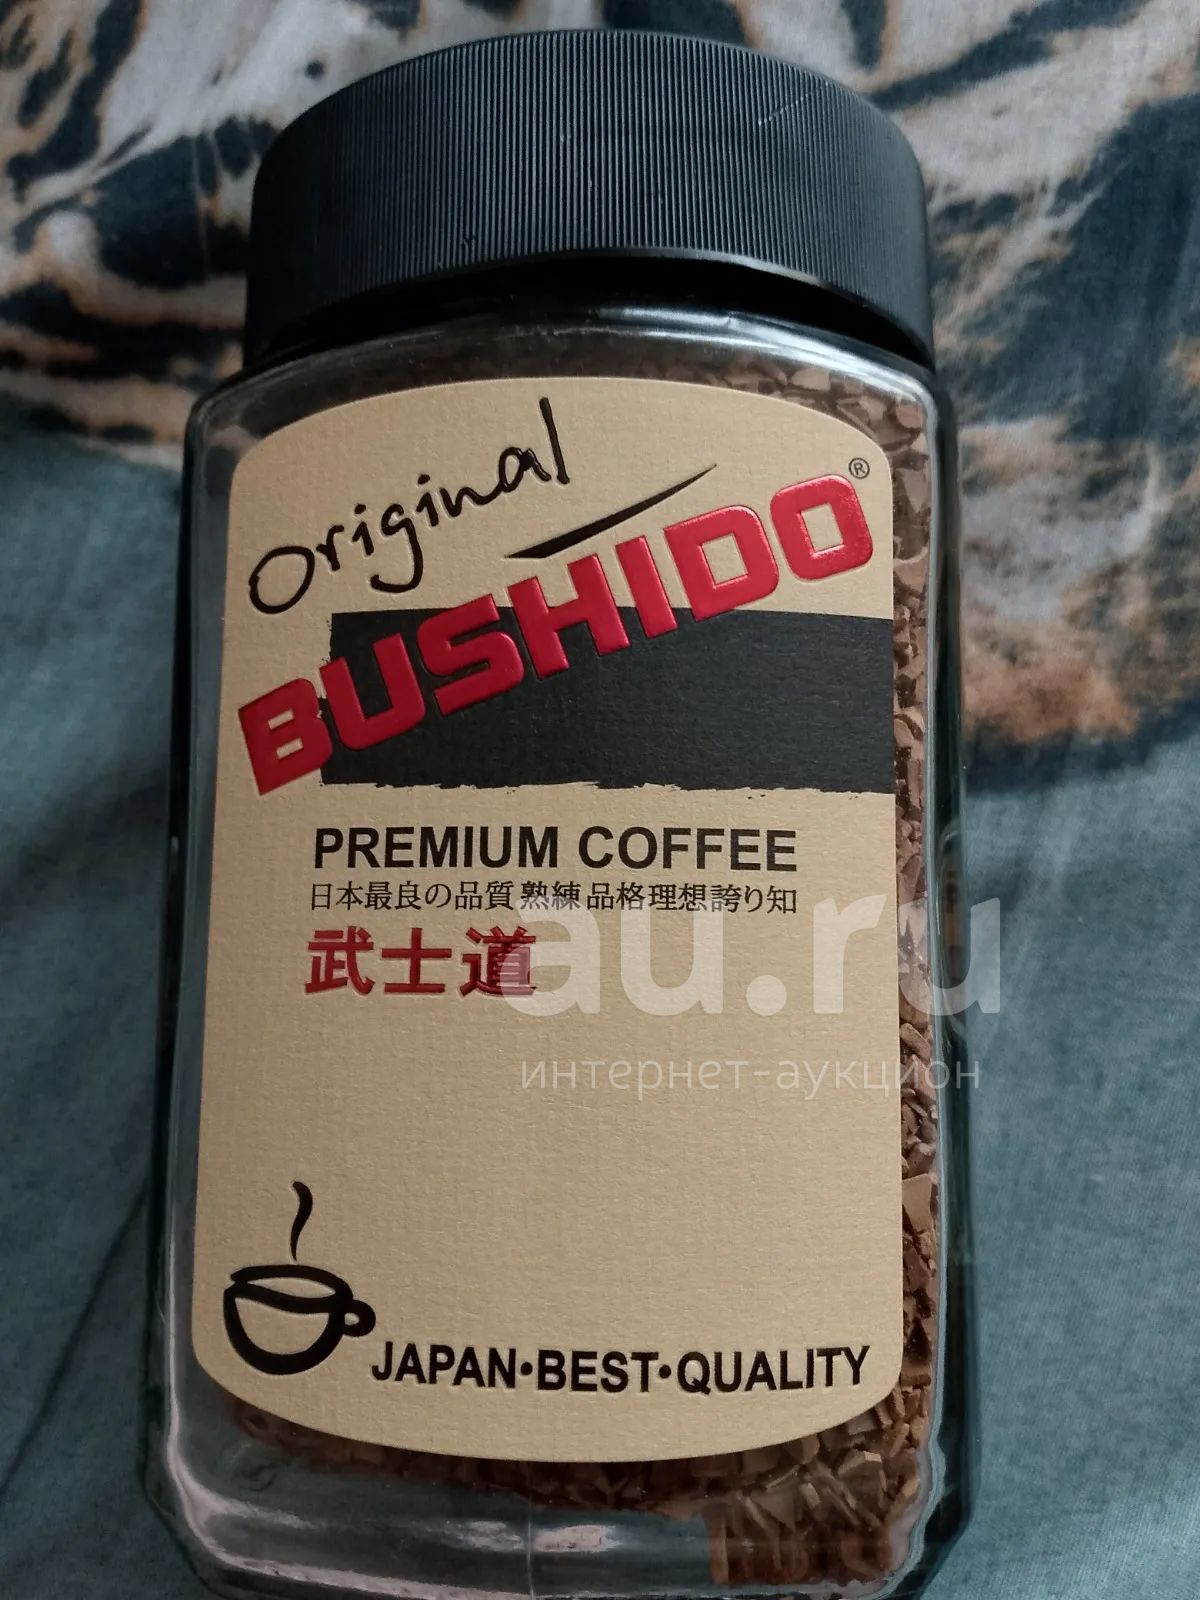 Original
BUSHIDO®
PREMIUM COFFEE
日本最良の品質 熟練 品格理想誇り知
武士道
au.ru
интернет-аукцион
JAPAN•BEST•QUALITY